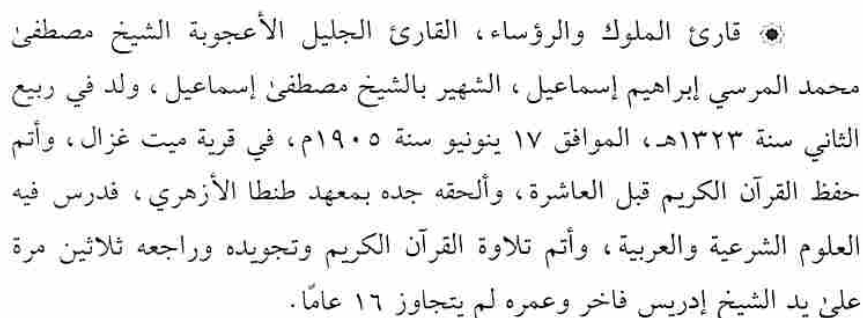 قارئ الملوك والرؤساء، القارئ الجليل الأعجوبة الشيخ مصطفىٰ
محمد المرسي إبراهيم إسماعيل، الشهير بالشيخ مصطفىٰ إسماعيل، ولد في ربيع
الثاني سنة ١٣٢٣هـ، الموافق ١٧ ينونيو سنة ١٩٠٥م، في قرية ميت غزال، وأتم
حفظ القرآن الكريم قبل العاشرة، وألحقه جده بمعهد طنطا الأزهري، فدرس فيه
العلوم الشرعية والعربية، وأتم تلاوة القرآن الكريم وتجويده وراجعه ثلاثين مرة
علىٰ يد الشيخ إدريس فاخر وعمره لم يتجاوز ١٦ عامًا.